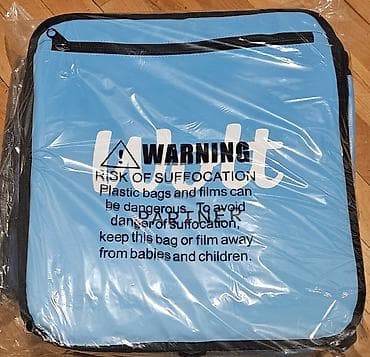 WARNING
RISK OF SUFFOCATION
Plastic bags and films can
be dangerous. To avoid
danger of suffocation,
keep this bag or film away
from babies and children.
Wolt
PARTNER